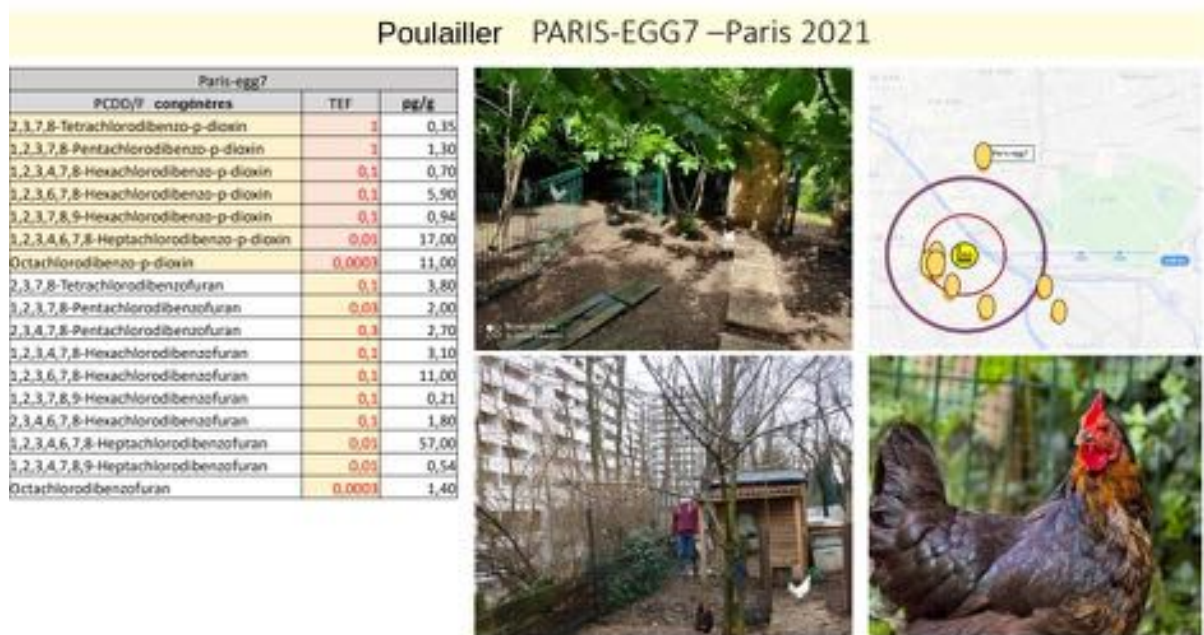 Poulailler PARIS-EGG7 –Paris 2021
Paris-egg7
PCDD/F congénères TEF pg/g
2,3,7,8-Tetrachlorodibenzo-p-dioxin 1 0,35
1,2,3,7,8-Pentachlorodibenzo-p-dioxin 1 1,30
1,2,3,4,7,8-Hexachlorodibenzo-p-dioxin 0,1 0,70
1,2,3,6,7,8-Hexachlorodibenzo-p-dioxin 0,1 5,90
1,2,3,7,8,9-Hexachlorodibenzo-p-dioxin 0,1 0,94
1,2,3,4,6,7,8-Heptachlorodibenzo-p-dioxin 0,01 17,00
Octachlorodibenzo-p-dioxin 0,0003 11,00
2,3,7,8-Tetrachlorodibenzofuran 0,1 3,80
1,2,3,7,8-Pentachlorodibenzofuran 0,03 2,00
2,3,4,7,8-Pentachlorodibenzofuran 0,3 2,70
1,2,3,4,7,8-Hexachlorodibenzofuran 0,1 3,10
1,2,3,6,7,8-Hexachlorodibenzofuran 0,1 11,00
1,2,3,7,8,9-Hexachlorodibenzofuran 0,1 0,21
2,3,4,6,7,8-Hexachlorodibenzofuran 0,1 1,80
1,2,3,4,6,7,8-Heptachlorodibenzofuran 0,01 57,00
1,2,3,4,7,8,9-Heptachlorodibenzofuran 0,01 0,54
Octachlorodibenzofuran 0,0003 1,40
Paris-egg7